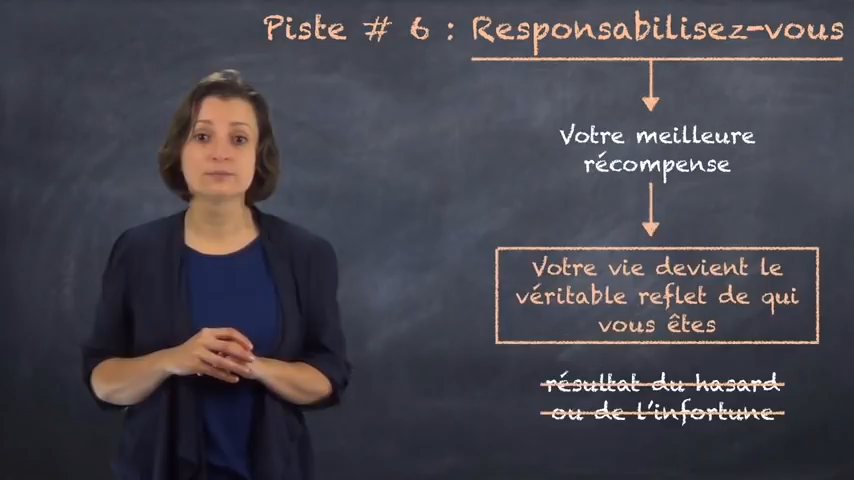 Piste # 6 : Responsabilisez-vous
Votre meilleure
récompense
Votre vie devient le
véritable reflet de qui
vous êtes
résultat du hasard
ou de l'infortune